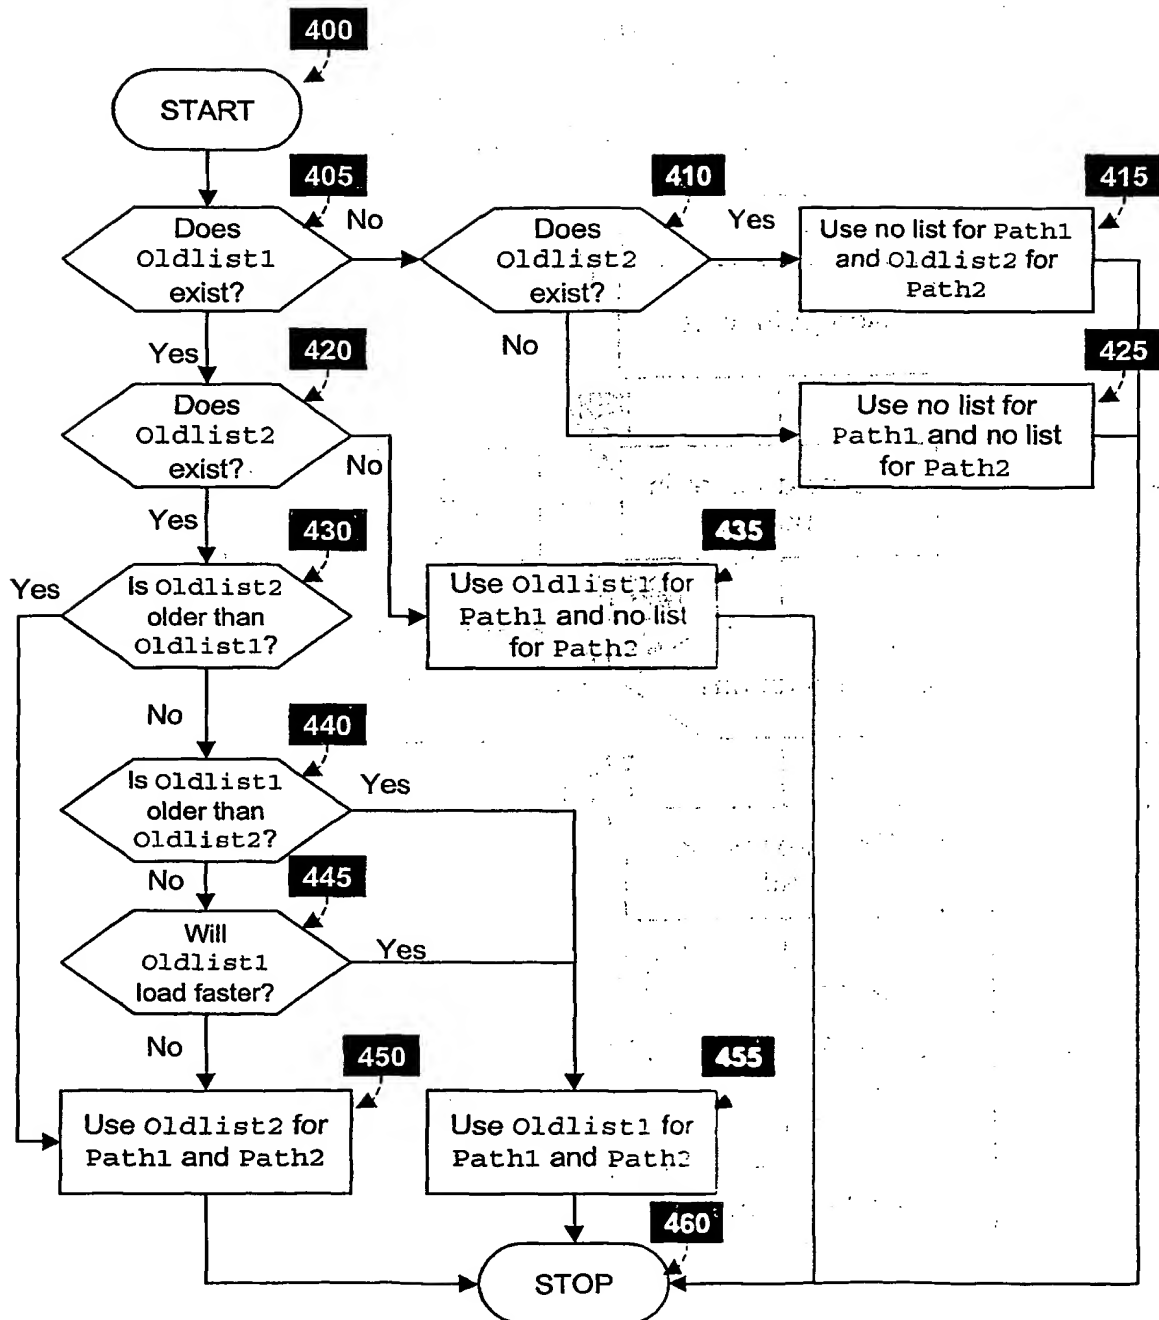 400
START
405
Does
Oldlist1
exist?
No
410
Does
Oldlist2
exist?
Yes
415
Use no list for Path1
and Oldlist2 for
Path2
Yes
420
Does
Oldlist2
exist?
No
No
425
Use no list for
Path1 and no list
for Path2
Yes
430
Is Oldlist2
older than
Oldlist1?
Yes
435
Use Oldlist1 for
Path1 and no list
for Path2
No
440
Is Oldlist1
older than
Oldlist2?
Yes
No
445
Will
Oldlist1
load faster?
Yes
No
450
Use Oldlist2 for
Path1 and Path2
455
Use Oldlist1 for
Path1 and Path2
460
STOP